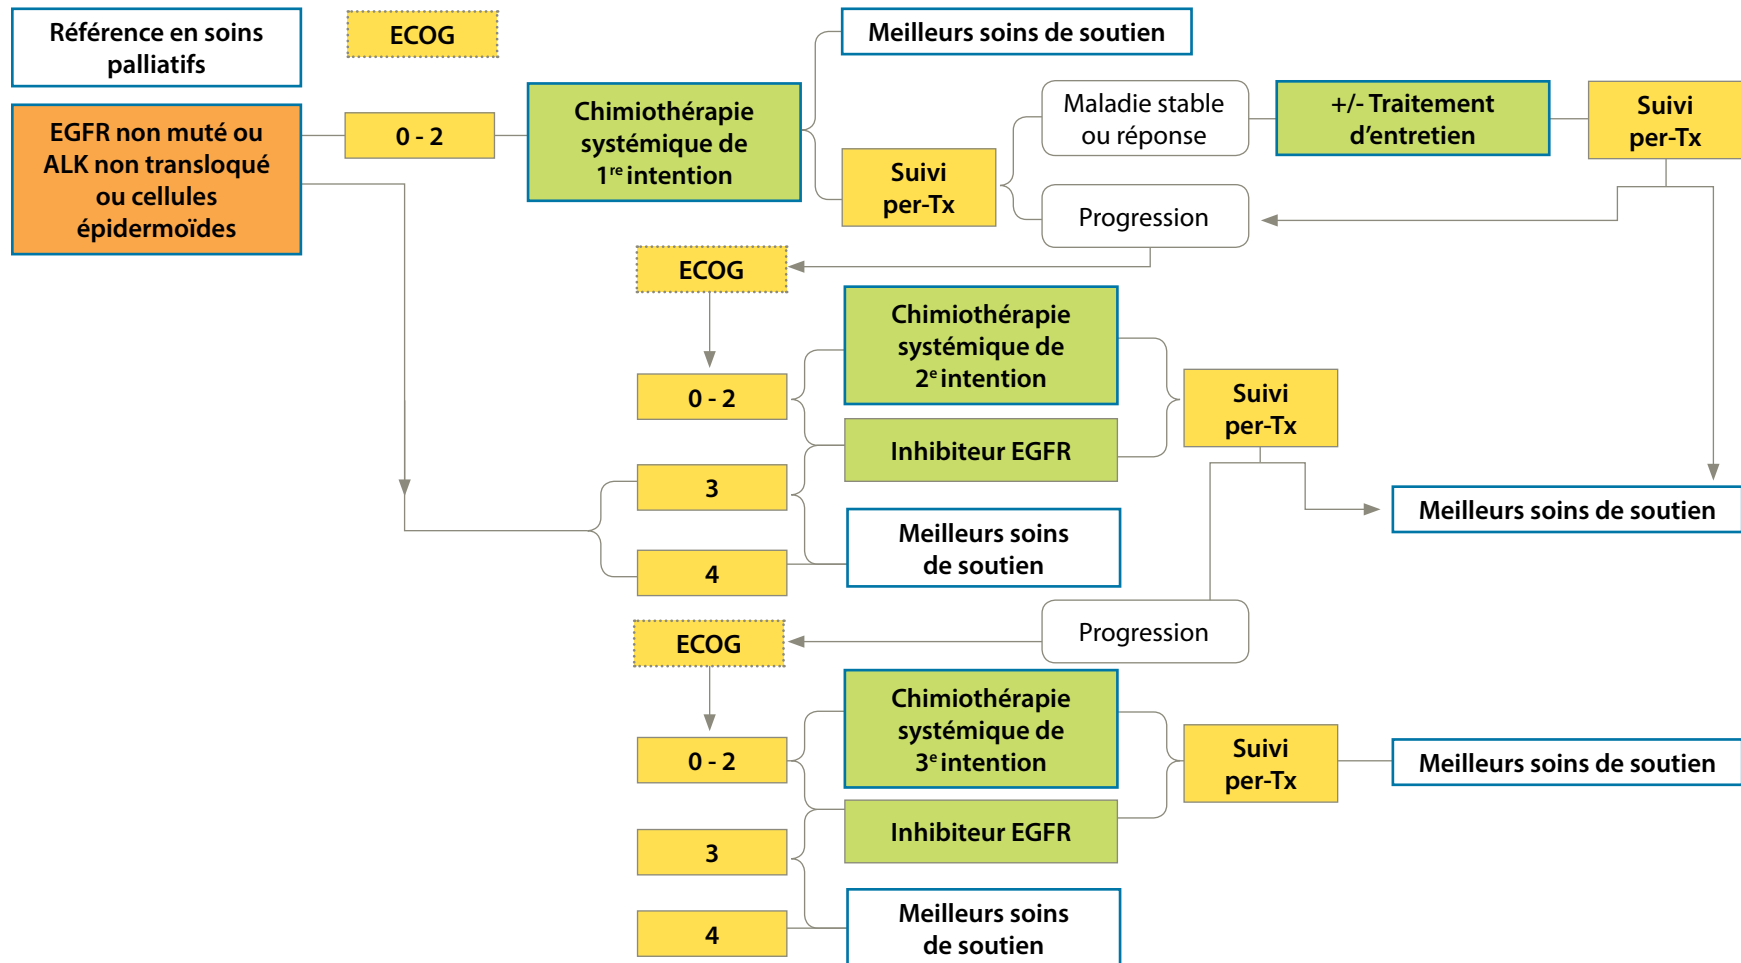 Référence en soins
palliatifs
ECOG
EGFR non muté ou
ALK non transloqué
ou cellules
épidermoïdes
0 - 2
Chimiothérapie
systémique de
1re intention
Meilleurs soins de soutien
Suivi
per-Tx
Maladie stable
ou réponse
Progression
+/- Traitement
d’entretien
Suivi
per-Tx
ECOG
0 - 2
3
4
Chimiothérapie
systémique de
2e intention
Inhibiteur EGFR
Meilleurs soins
de soutien
Suivi
per-Tx
Meilleurs soins de soutien
Progression
ECOG
0 - 2
3
4
Chimiothérapie
systémique de
3e intention
Inhibiteur EGFR
Meilleurs soins
de soutien
Suivi
per-Tx
Meilleurs soins de soutien